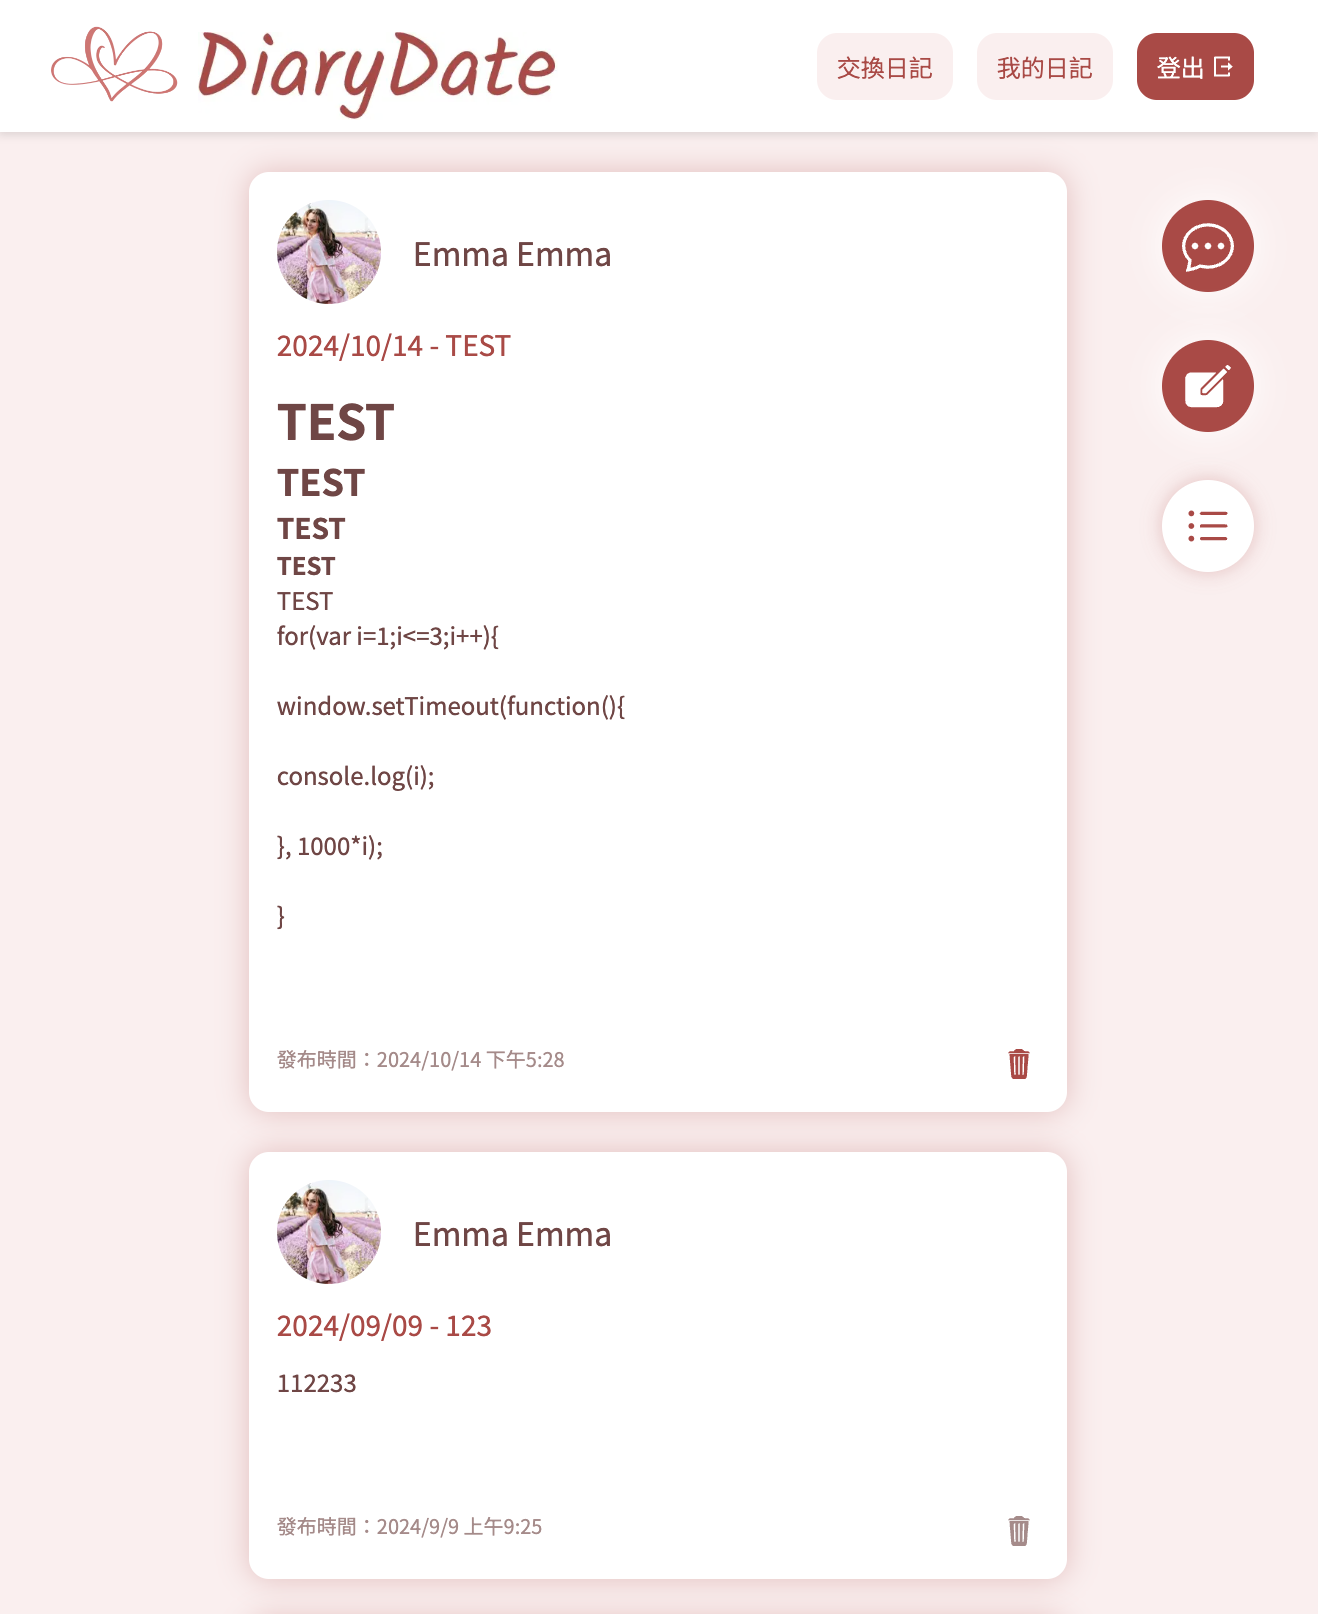 DiaryDate
交換日記
我的日記
登出
Emma Emma
2024/10/14 - TEST
TEST
TEST
TEST
TEST
TEST
for(var i=1;i<=3;i++){
window.setTimeout(function(){
console.log(i);
}, 1000*i);
}
發布時間：2024/10/14 下午5:28
Emma Emma
2024/09/09 - 123
112233
發布時間：2024/9/9 上午9:25